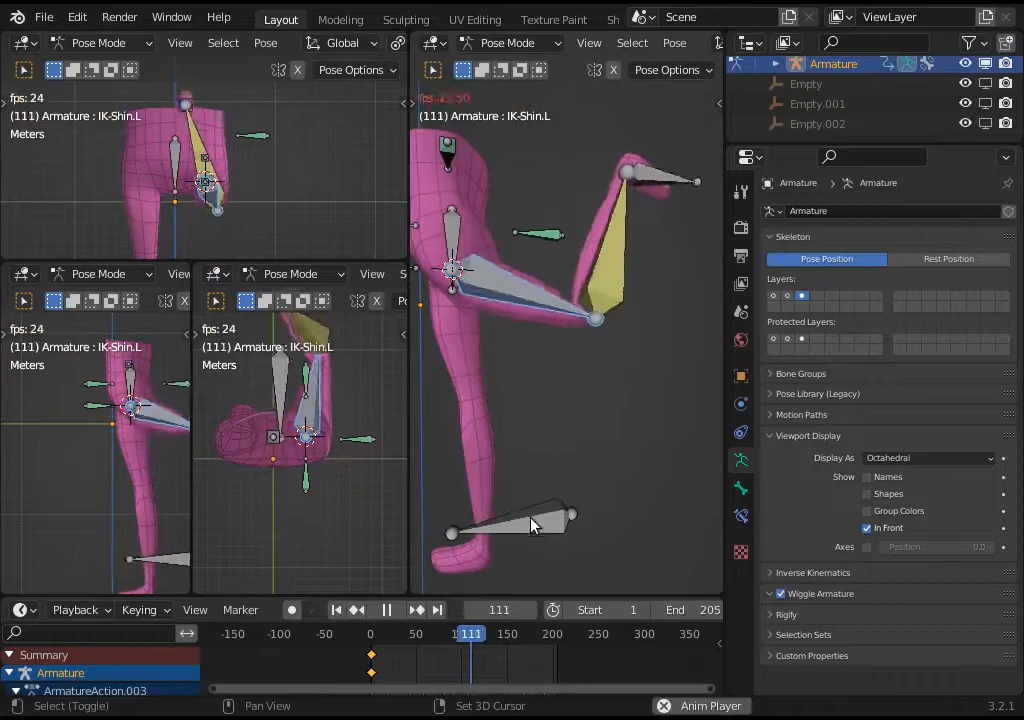 File Edit Render Window Help Layout Modeling Sculpting UV Editing Texture Paint Sh Scene ViewLayer
Pose Mode View Select Pose Global Pose Mode View Select Pose
X Pose Options X Pose Options
fps: 24
(111) Armature : IK-Shin.L
Meters
(111) Armature : IK-Shin.L
Pose Mode View Pose Mode View S
X X Po
fps: 24
(111) Armature : IK-Shin.L
Meters
fps: 24
(111) Armature : IK-Shin.L
Meters
Armature
Empty
Empty.001
Empty.002
Armature Armature
Armature
Skeleton
Pose Position Rest Position
Layers:
Protected Layers:
Bone Groups
Pose Library (Legacy)
Motion Paths
Viewport Display
Display As Octahedral
Show Names
Shapes
Group Colors
In Front
Axes Position 0.0
Inverse Kinematics
Wiggle Armature
Rigify
Selection Sets
Custom Properties
Playback Keying View Marker 111 Start 1 End 205
-150 -100 -50 0 50 111 150 200 250 300 350
Summary
Armature
ArmatureAction.003
Select (Toggle) Pan View Set 3D Cursor Anim Player 3.2.1